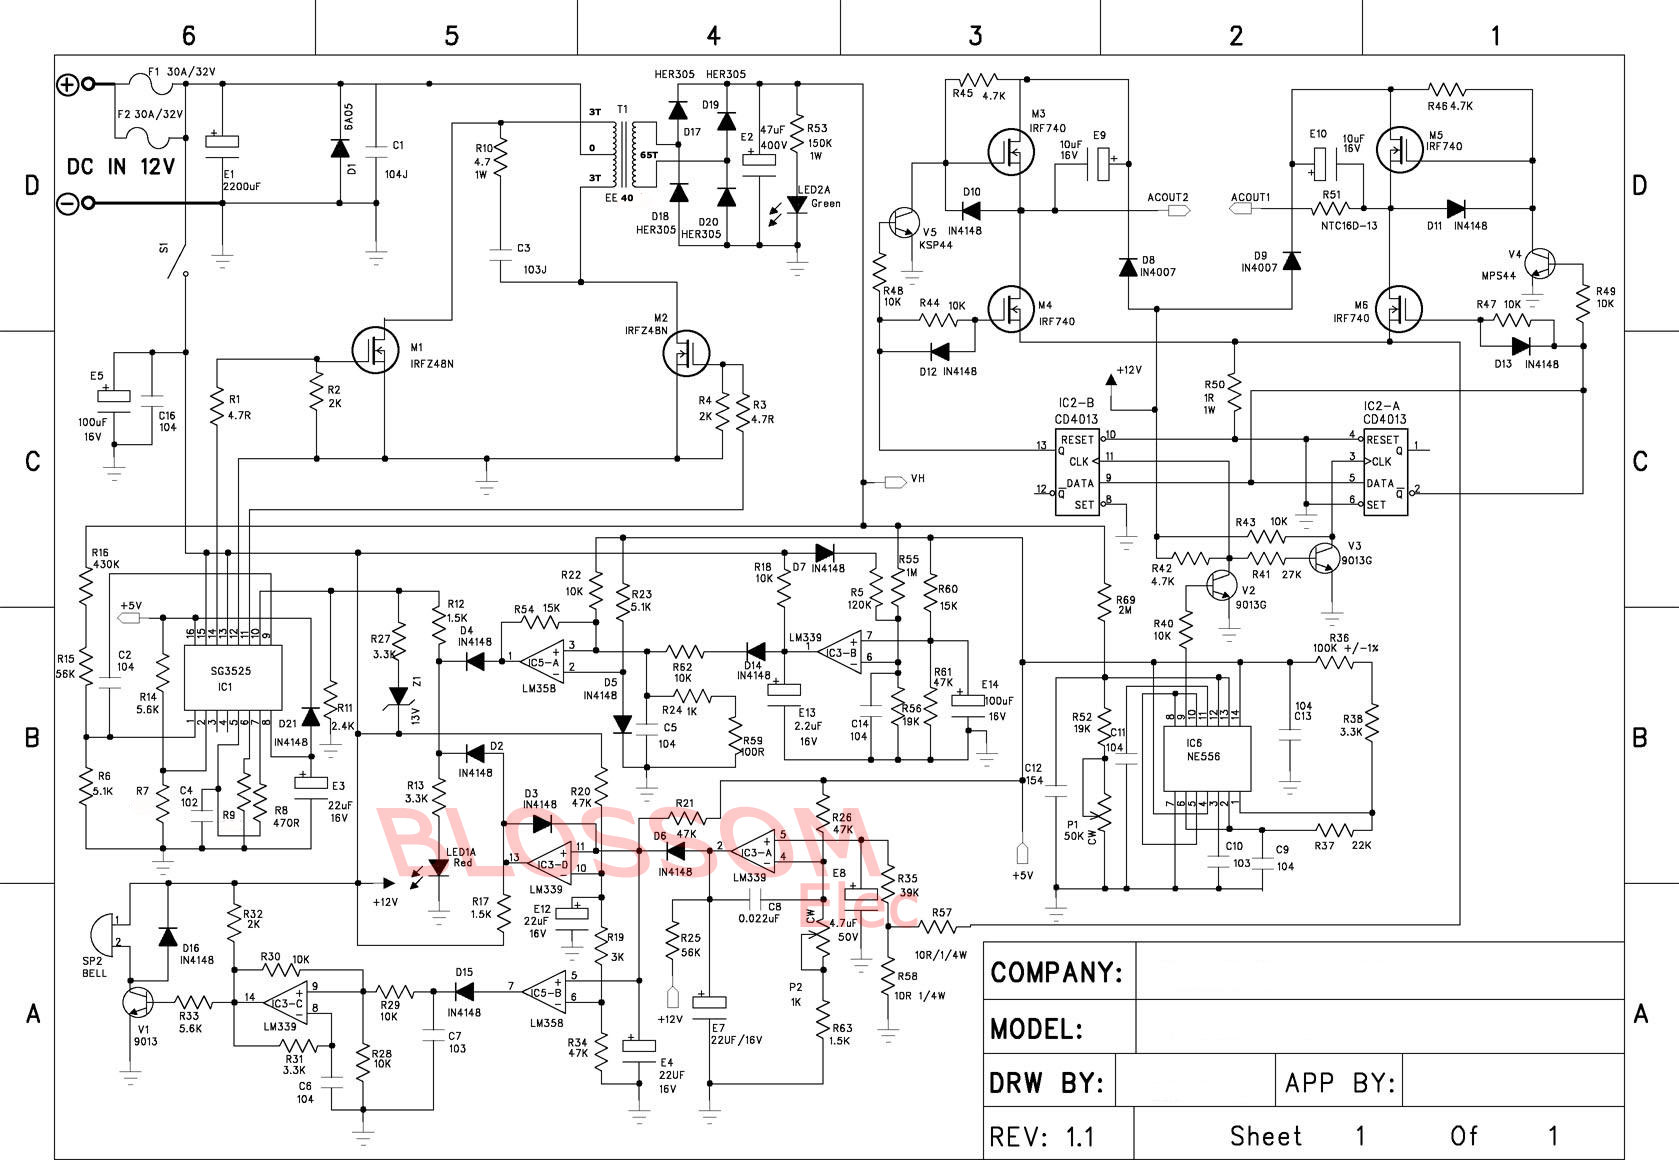 6 5 4 3 2 1
D
C
B
A
D
C
B
A
F1 30A/32V
F2 30A/32V
DC IN 12V
E1
2200uF
6A05
D1
C1
104J
S1
R10
4.7
1W
C3
103J
3T
0
3T
T1
65T
EE 40
HER305 HER305
D17
D19
D18
HER305
D20
HER305
E2
47uF
400V
R53
150K
1W
LED2A
Green
R45 4.7K
M3
IRF740
E9
10uF
16V
D10
IN4148
V5
KSP44
R48
10K
R44 10K
M4
IRF740
D12 IN4148
ACOUT2
ACOUT1
D8
IN4007
D9
IN4007
E10
10uF
16V
R46 4.7K
M5
IRF740
R51
NTC16D-13
D11 IN4148
V4
MPS44
M6
IRF740
R47 10K
R49
10K
D13 IN4148
E5
100uF
16V
C16
104
R1
4.7R
R2
2K
M1
IRFZ48N
M2
IRFZ48N
R4
2K
R3
4.7R
VH
+12V
R50
1R
1W
IC2-B
CD4013
RESET
Q
CLK
DATA
Q
SET
13
12
10
11
9
8
IC2-A
CD4013
RESET
Q
CLK
DATA
Q
SET
4
3
5
6
1
2
R43 10K
R42
4.7K
R41 27K
V3
9013G
V2
9013G
R40
10K
R69
2M
R16
430K
+5V
R15
56K
C2
104
R14
5.6K
16 15 14 13 12 11 10 9
SG3525
IC1
1 2 3 4 5 6 7 8
D21
IN4148
R11
2.4K
R6
5.1K
R7
C4
102
R9
R8
470R
E3
22uF
16V
R27
3.3K
Z1
13V
R12
1.5K
D4
IN4148
R54 15K
R22
10K
R23
5.1K
IC5-A
LM358
1
3
2
D5
IN4148
R62
10K
R24 1K
C5
104
R59
100R
D14
IN4148
R18
10K
D7
IN4148
LM339
IC3-B
1
7
6
R5
120K
R55
1M
R60
15K
E13
2.2uF
16V
C14
104
R56
19K
R61
47K
E14
100uF
16V
D2
IN4148
R13
3.3K
LED1A
Red
+12V
D3
IN4148
R20
47K
IC3-D
LM339
13
11
10
R17
1.5K
E12
22uF
16V
R19
3K
R21
47K
D6
IN4148
IC3-A
LM339
2
5
4
R26
47K
C8
0.022uF
E8
4.7uF
50V
R35
39K
CW
P2
1K
R57
10R/1/4W
R58
10R 1/4W
R63
1.5K
R25
56K
+12V
E7
22UF/16V
E4
22UF
16V
R34
47K
IC5-B
LM358
7
5
6
D15
IN4148
C7
103
R29
10K
R28
10K
R30 10K
IC3-C
LM339
14
9
8
R31
3.3K
C6
104
R32
2K
R33
5.6K
D16
IN4148
SP2
BELL
1
2
V1
9013
+5V
C12
154
R52
19K
C11
104
P1
50K
CW
8 9 10 11 12 13 14
IC6
NE556
7 6 5 4 3 2 1
C13
104
R36
100K +/-1%
R38
3.3K
R37 22K
C10
103
C9
104
BLOSSOM
Elec
COMPANY:
MODEL:
DRW BY: APP BY:
REV: 1.1 Sheet 1 Of 1